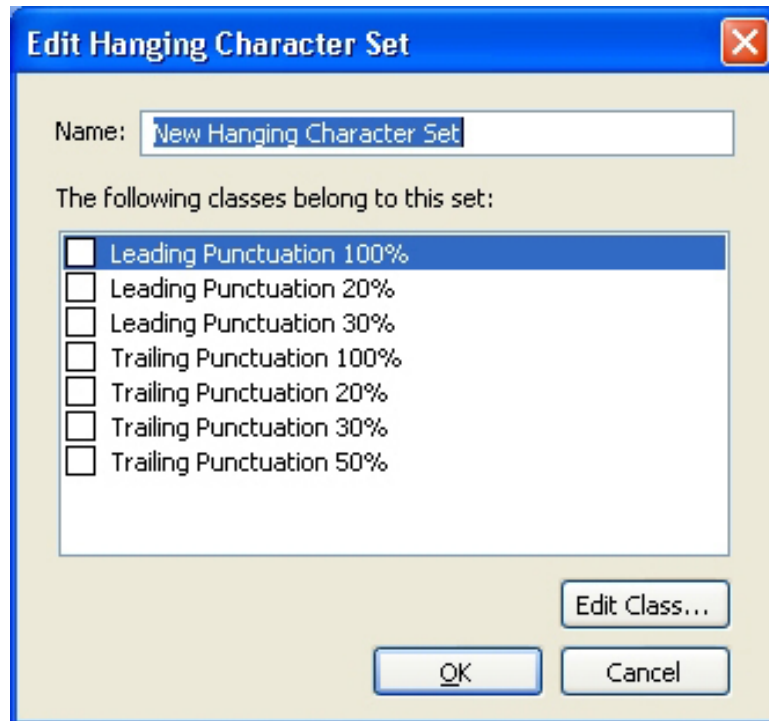 Edit Hanging Character Set
Name: New Hanging Character Set
The following classes belong to this set:
Leading Punctuation 100%
Leading Punctuation 20%
Leading Punctuation 30%
Trailing Punctuation 100%
Trailing Punctuation 20%
Trailing Punctuation 30%
Trailing Punctuation 50%
Edit Class...
OK Cancel